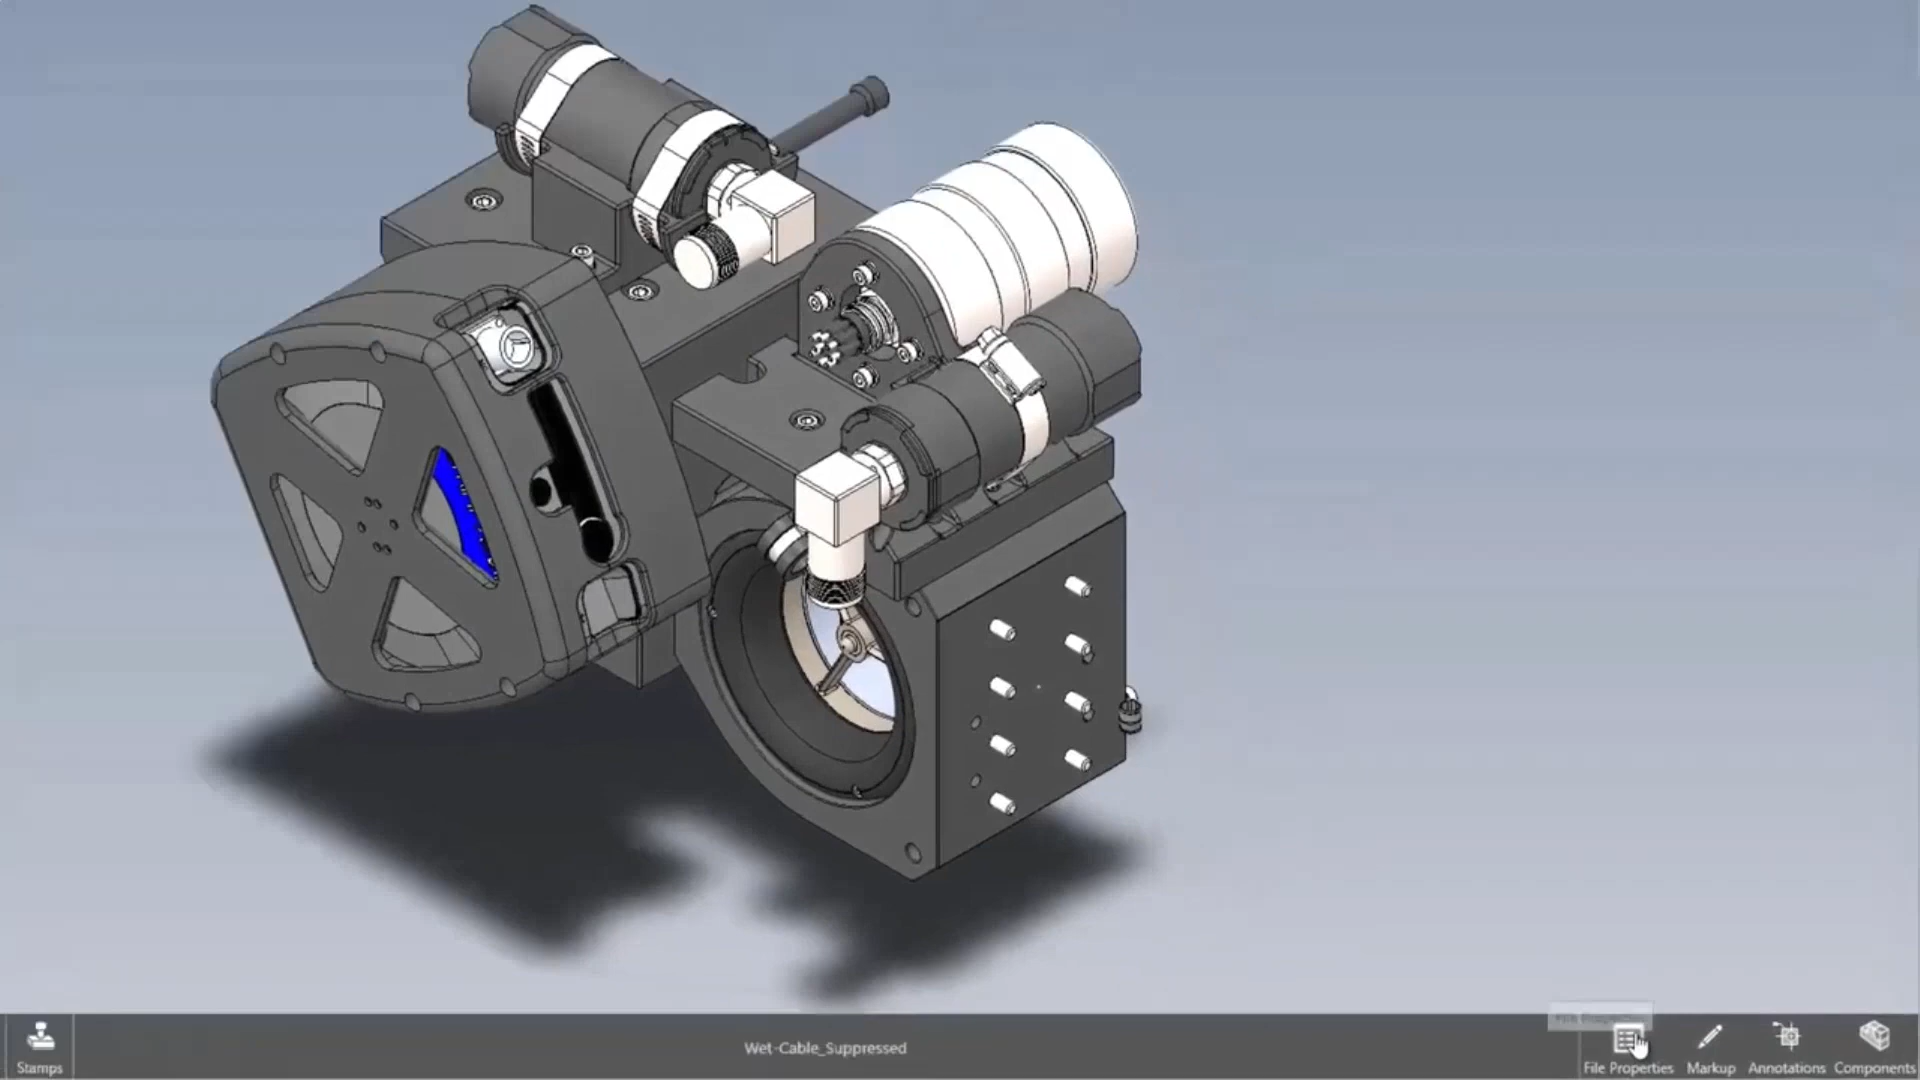 Stamps
Wet-Cable_Suppressed
File Properties
Markup
Annotations
Components